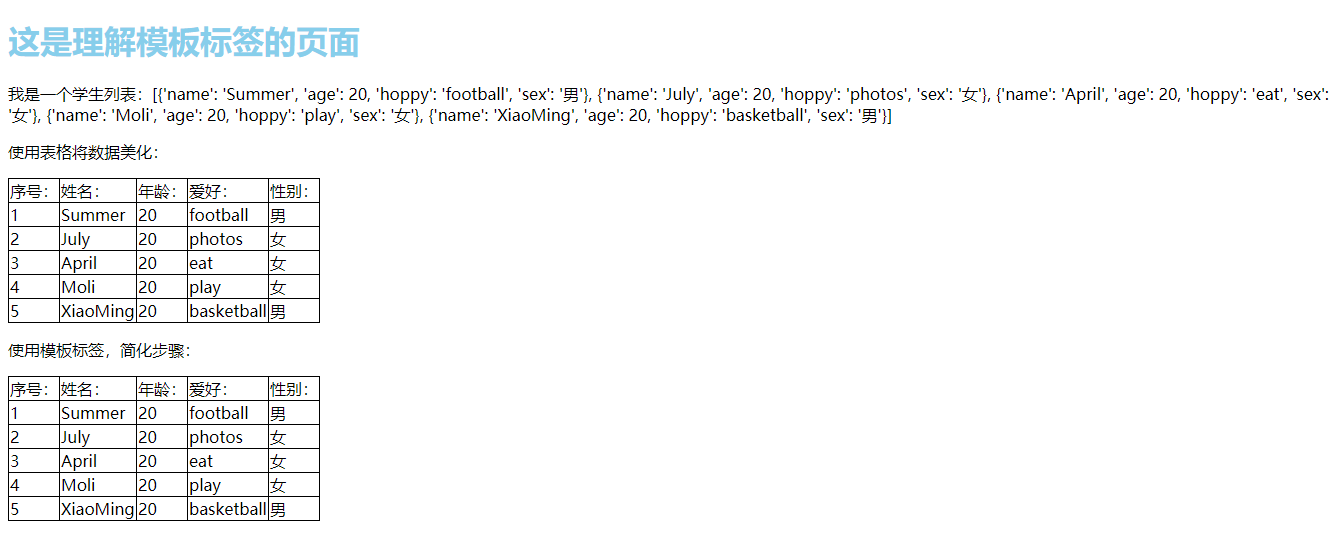 这是理解模板标签的页面
我是一个学生列表：[{'name': 'Summer', 'age': 20, 'hoppy': 'football', 'sex': '男'}, {'name': 'July', 'age': 20, 'hoppy': 'photos', 'sex': '女'}, {'name': 'April', 'age': 20, 'hoppy': 'eat', 'sex':
'女'}, {'name': 'Moli', 'age': 20, 'hoppy': 'play', 'sex': '女'}, {'name': 'XiaoMing', 'age': 20, 'hoppy': 'basketball', 'sex': '男'}]
使用表格将数据美化：
序号： 姓名： 年龄： 爱好： 性别：
1 Summer 20 football 男
2 July 20 photos 女
3 April 20 eat 女
4 Moli 20 play 女
5 XiaoMing 20 basketball 男
使用模板标签，简化步骤：
序号： 姓名： 年龄： 爱好： 性别：
1 Summer 20 football 男
2 July 20 photos 女
3 April 20 eat 女
4 Moli 20 play 女
5 XiaoMing 20 basketball 男